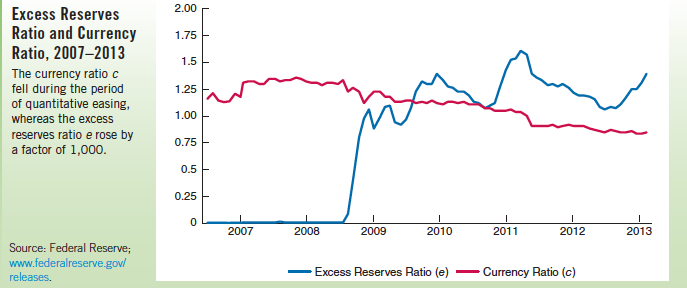 Excess Reserves
Ratio and Currency
Ratio, 2007–2013
The currency ratio c
fell during the period
of quantitative easing,
whereas the excess
reserves ratio e rose by
a factor of 1,000.
Source: Federal Reserve;
www.federalreserve.gov/
releases.
2.00
1.75
1.5
1.25
1.00
0.75
0.5
0.25
0
2007 2008 2009 2010 2011 2012 2013
Excess Reserves Ratio (e) Currency Ratio (c)